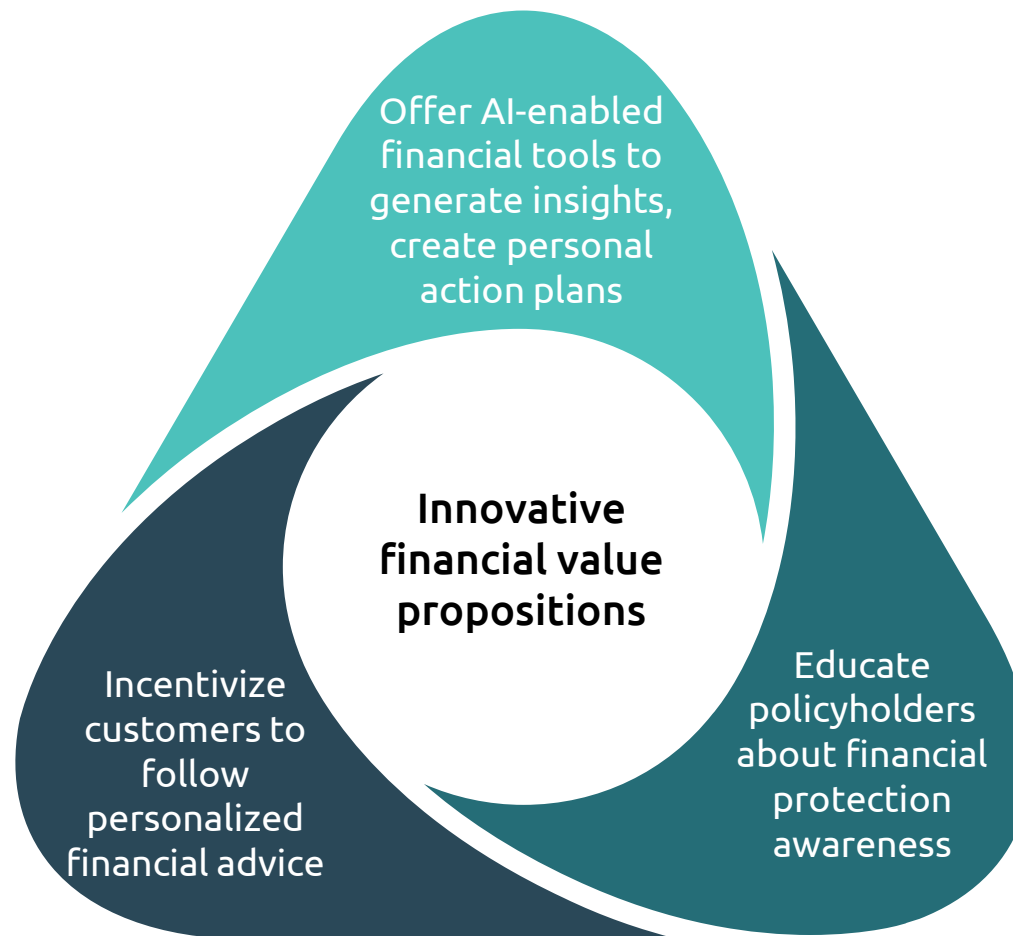 Offer AI-enabled
financial tools to
generate insights,
create personal
action plans
Innovative
financial value
propositions
Educate
policyholders
about financial
protection
awareness
Incentivize
customers to
follow
personalized
financial advice